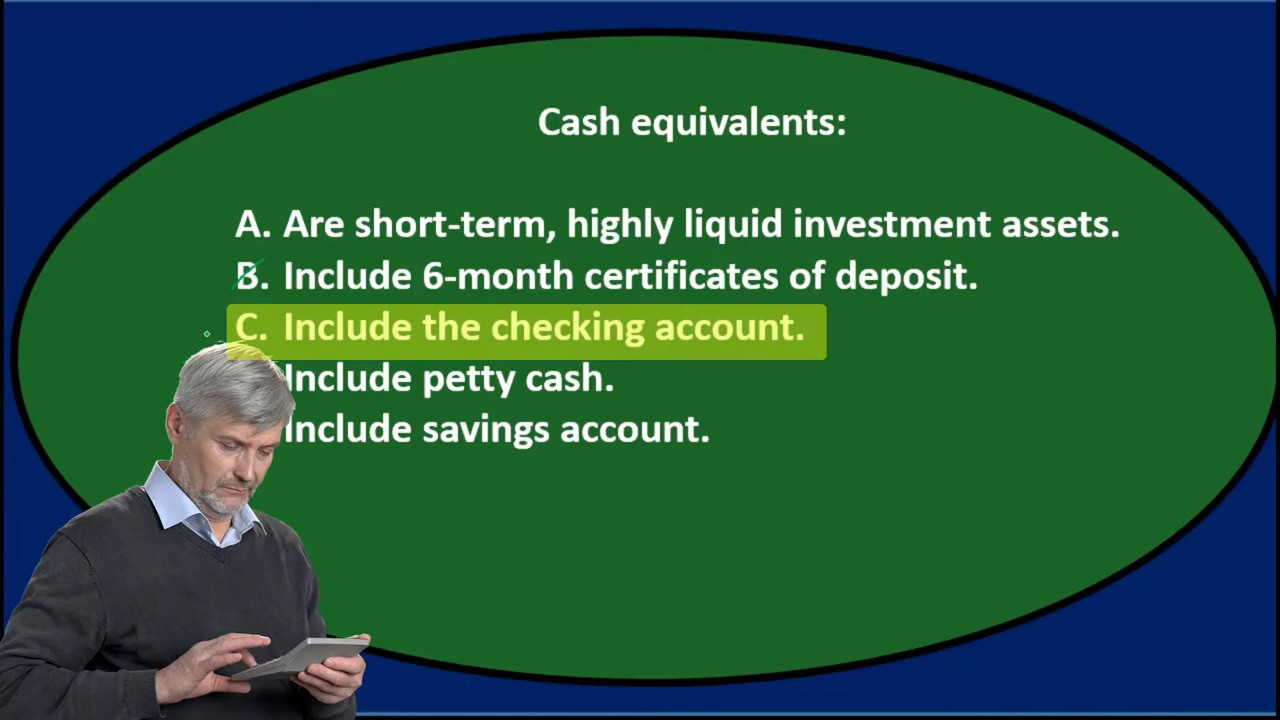 Cash equivalents:
A. Are short-term, highly liquid investment assets.
B. Include 6-month certificates of deposit.
C. Include the checking account.
Include petty cash.
Include savings account.